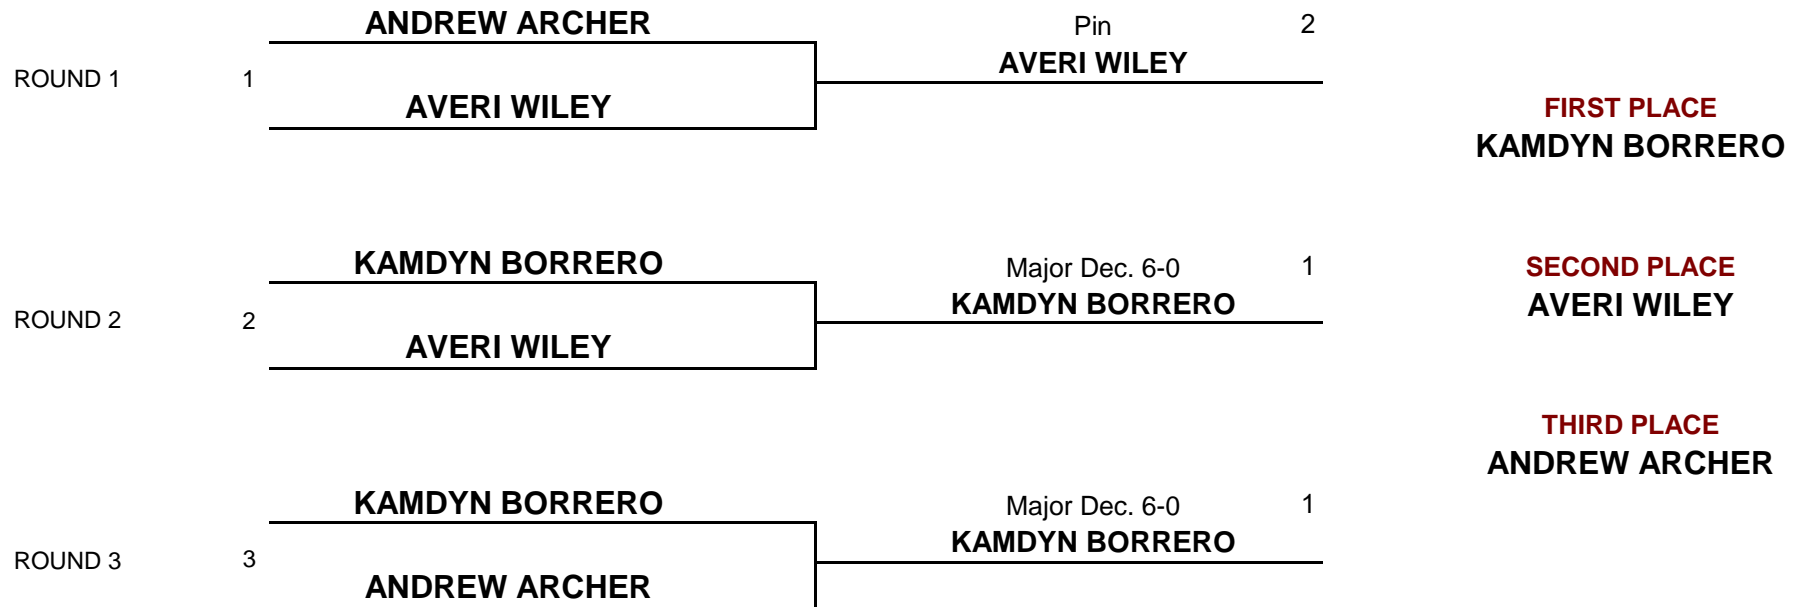 ANDREW ARCHER
Pin 2
AVERI WILEY
ROUND 1 1
AVERI WILEY
FIRST PLACE
KAMDYN BORRERO
KAMDYN BORRERO
Major Dec. 6-0 1
KAMDYN BORRERO
SECOND PLACE
AVERI WILEY
ROUND 2 2
AVERI WILEY
THIRD PLACE
ANDREW ARCHER
KAMDYN BORRERO
Major Dec. 6-0 1
KAMDYN BORRERO
ROUND 3 3
ANDREW ARCHER